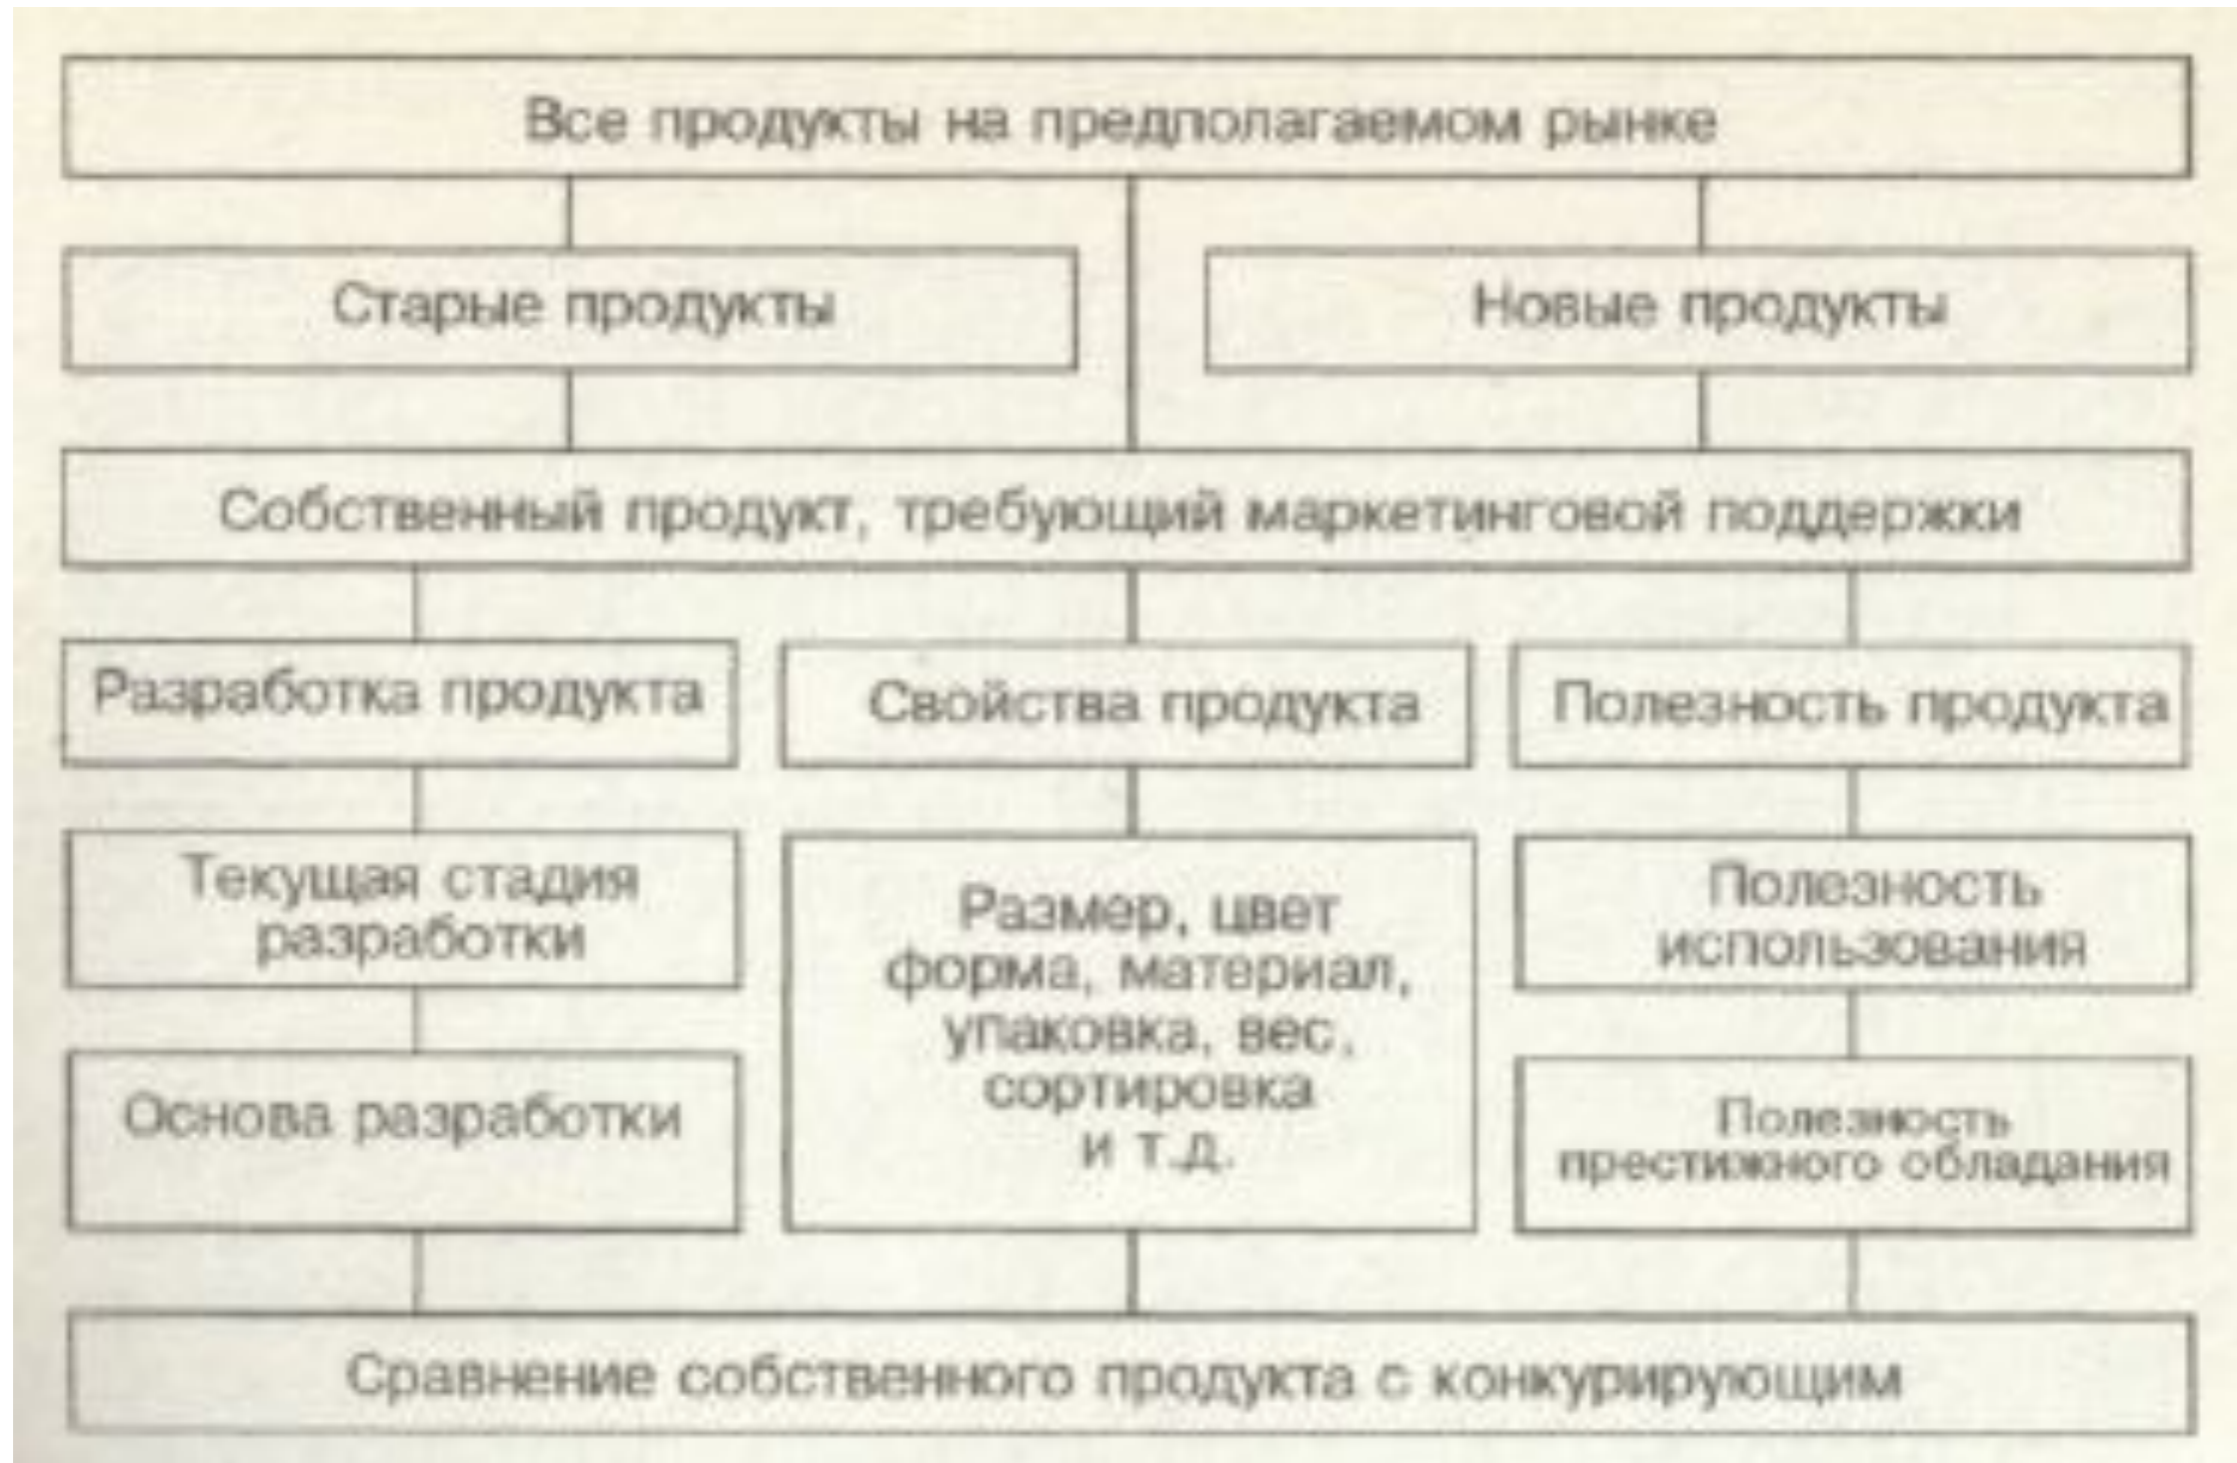 Все продукты на предполагаемом рынке
Старые продукты
Новые продукты
Собственный продукт, требующий маркетинговой поддержки
Разработка продукта
Свойства продукта
Полезность продукта
Текущая стадия
разработки
Основа разработки
Размер, цвет
форма, материал,
упаковка, вес,
сортировка
и т.д.
Полезность
использования
Полезность
престижного обладания
Сравнение собственного продукта с конкурирующим